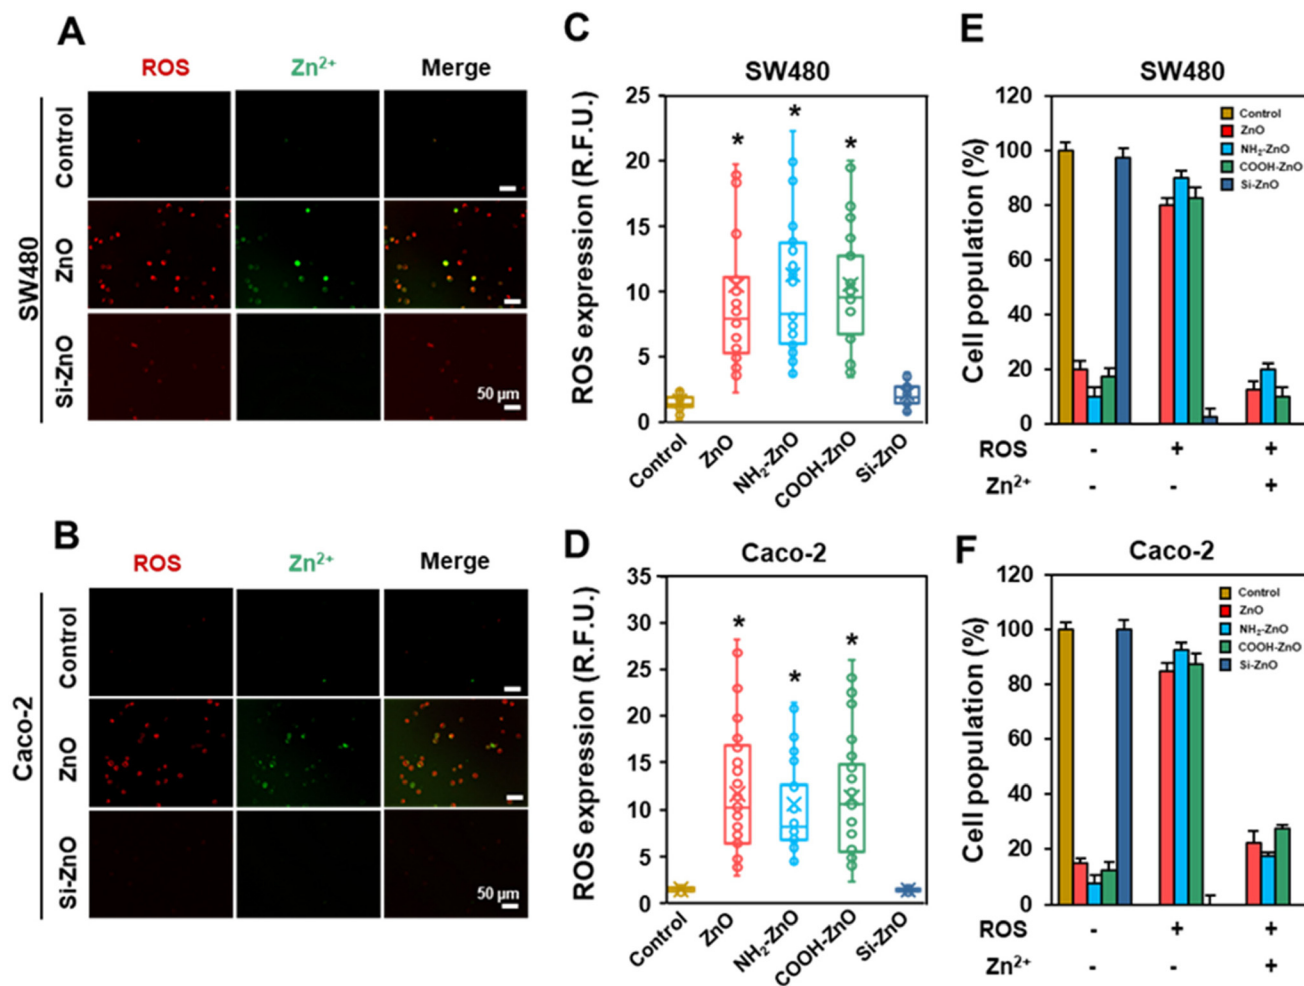 A
ROS Zn²⁺ Merge
SW480
Control
ZnO
Si-ZnO
50 µm
B
ROS Zn²⁺ Merge
Caco-2
Control
ZnO
Si-ZnO
50 µm
C
SW480
ROS expression (R.F.U.)
25
20
15
10
5
0
* * *
Control ZnO NH₂-ZnO COOH-ZnO Si-ZnO
D
Caco-2
ROS expression (R.F.U.)
35
30
25
20
15
10
5
0
* * *
Control ZnO NH₂-ZnO COOH-ZnO Si-ZnO
E
SW480
Cell population (%)
120
100
80
60
40
20
0
Control
ZnO
NH₂-ZnO
COOH-ZnO
Si-ZnO
ROS - + +
Zn²⁺ - - +
F
Caco-2
Cell population (%)
120
100
80
60
40
20
0
Control
ZnO
NH₂-ZnO
COOH-ZnO
Si-ZnO
ROS - + +
Zn²⁺ - - +